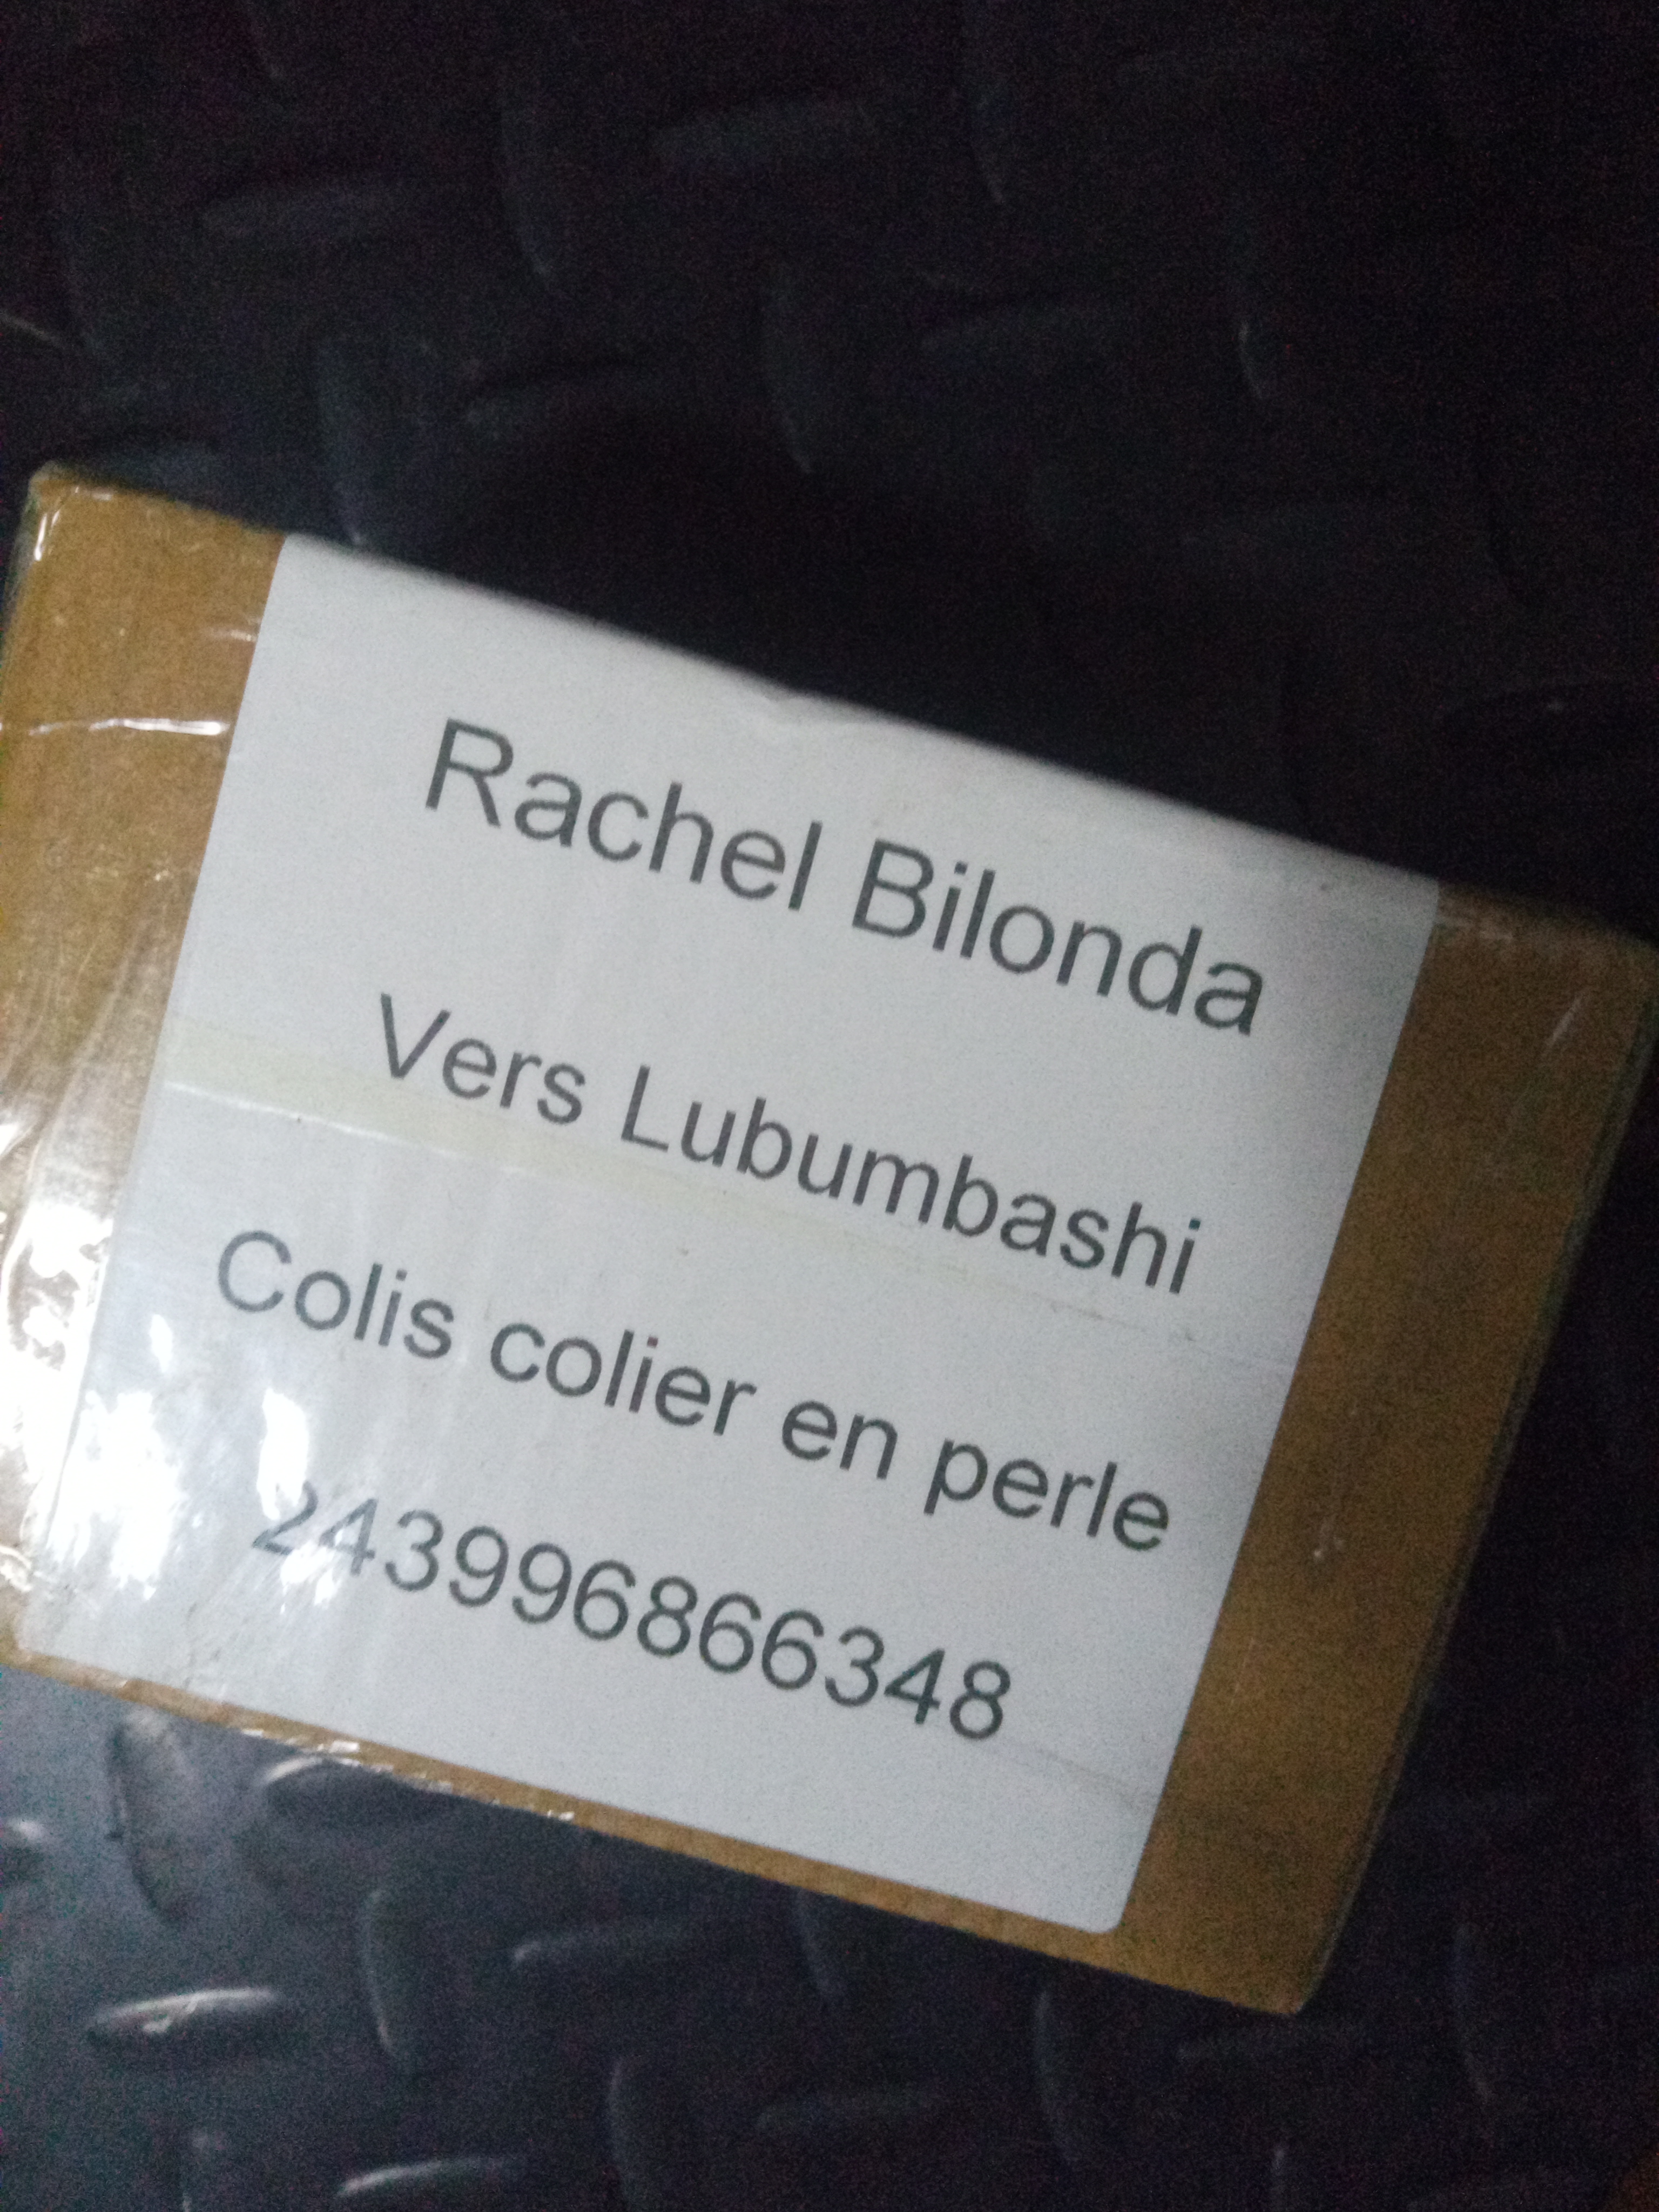 Rachel Bilonda
Vers Lubumbashi
Colis colier en perle
243996866348